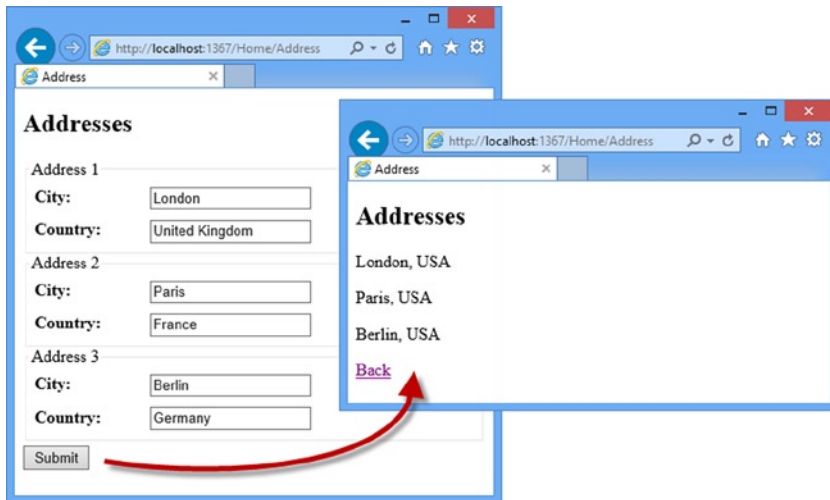 http://localhost:1367/Home/Address
Address
Addresses
Address 1
City: London
Country: United Kingdom
Address 2
City: Paris
Country: France
Address 3
City: Berlin
Country: Germany
Submit
http://localhost:1367/Home/Address
Address
Addresses
London, USA
Paris, USA
Berlin, USA
Back